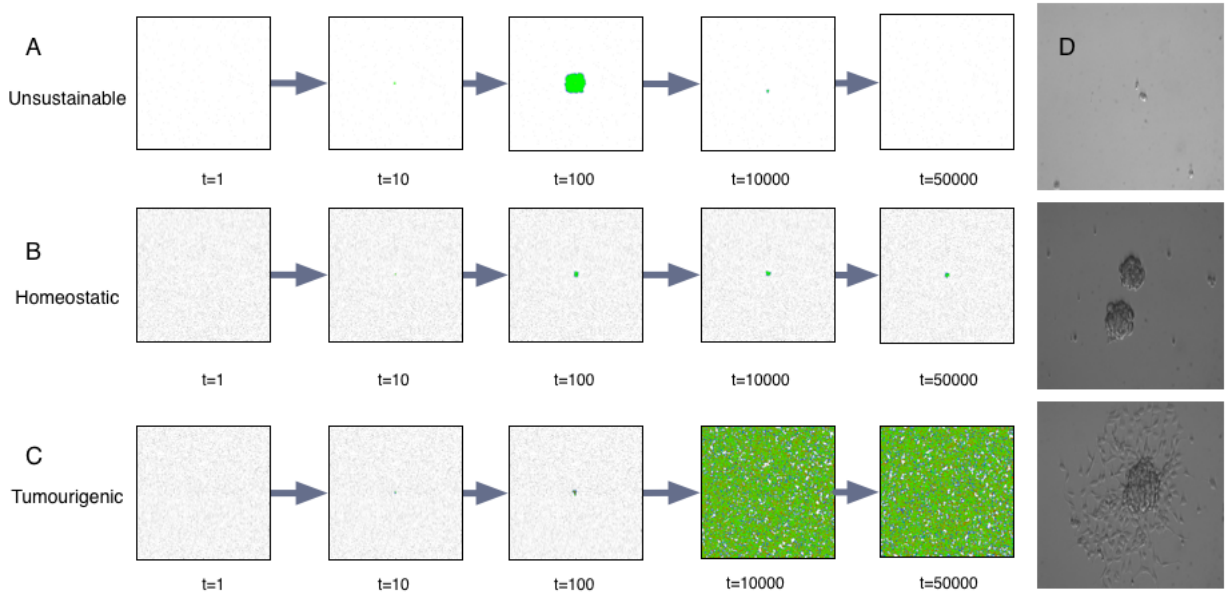 A
Unsustainable
t=1
t=10
t=100
t=10000
t=50000
B
Homeostatic
t=1
t=10
t=100
t=10000
t=50000
C
Tumourigenic
t=1
t=10
t=100
t=10000
t=50000
D